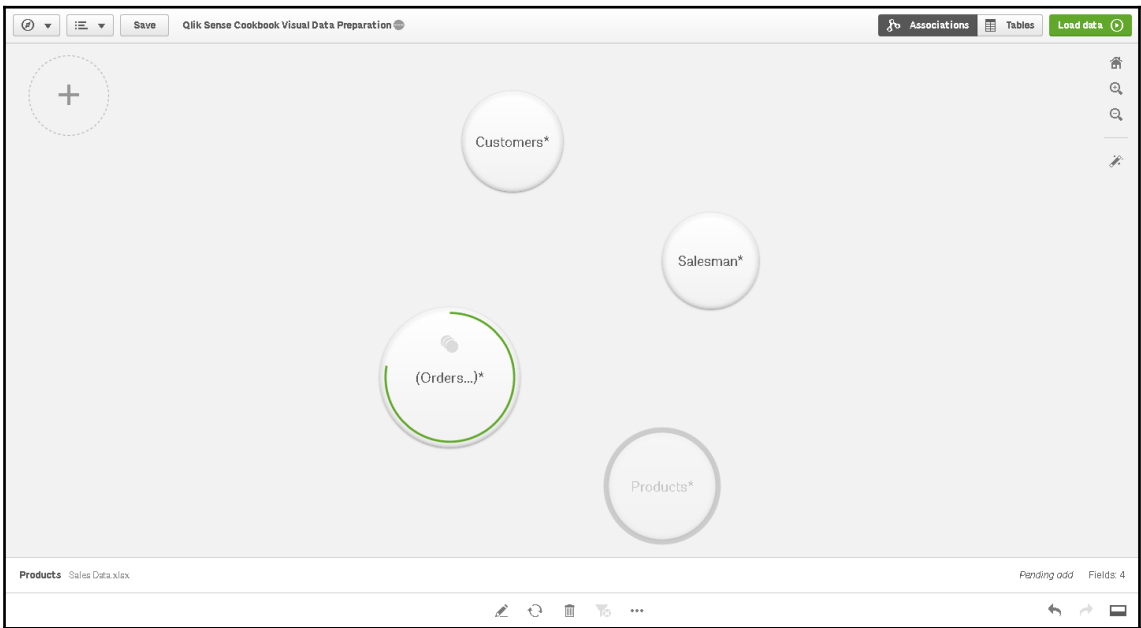 Save Qlik Sense Cookbook Visual Data Preparation Associations Tables Load data
Customers*
Salesman*
(Orders...)*
Products*
Products Sales Data.xlsx Pending add Fields: 4